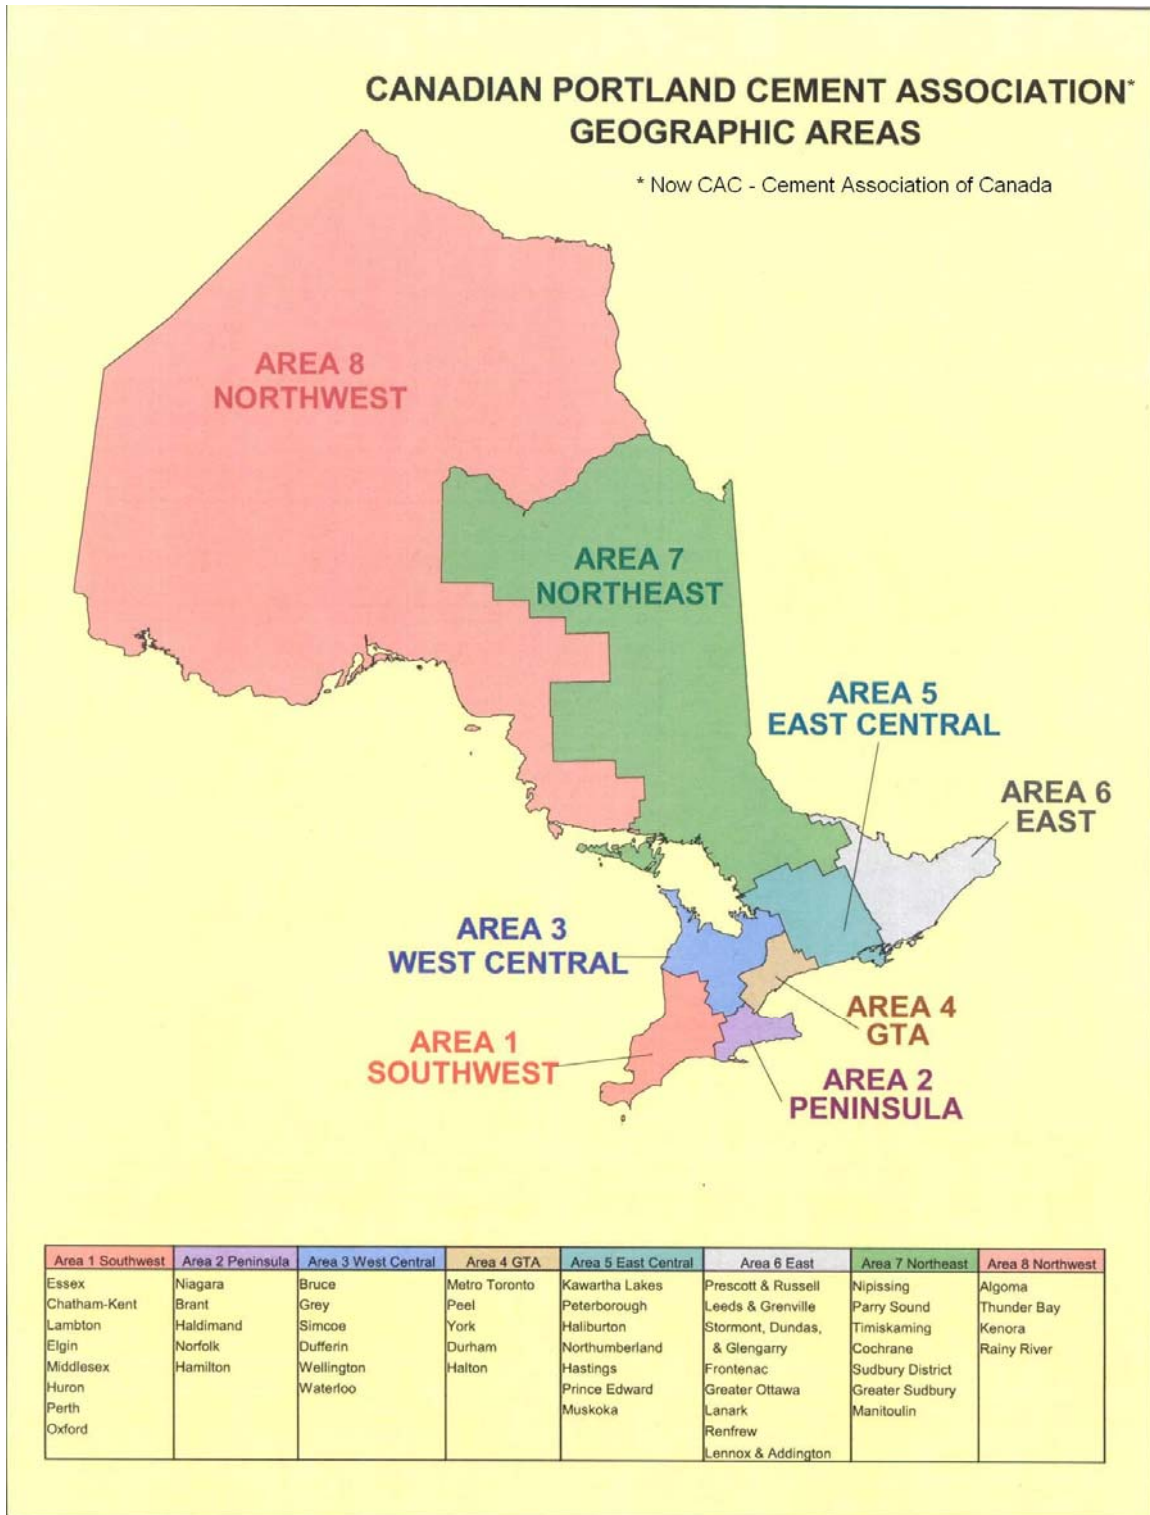 CANADIAN PORTLAND CEMENT ASSOCIATION*
GEOGRAPHIC AREAS
* Now CAC - Cement Association of Canada
AREA 8
NORTHWEST
AREA 7
NORTHEAST
AREA 5
EAST CENTRAL
AREA 6
EAST
AREA 3
WEST CENTRAL
AREA 4
GTA
AREA 1
SOUTHWEST
AREA 2
PENINSULA
Area 1 Southwest
Essex
Chatham-Kent
Lambton
Elgin
Middlesex
Huron
Perth
Oxford
Area 2 Peninsula
Niagara
Brant
Haldimand
Norfolk
Hamilton
Area 3 West Central
Bruce
Grey
Simcoe
Dufferin
Wellington
Waterloo
Area 4 GTA
Metro Toronto
Peel
York
Durham
Halton
Area 5 East Central
Kawartha Lakes
Peterborough
Haliburton
Northumberland
Hastings
Prince Edward
Muskoka
Area 6 East
Prescott & Russell
Leeds & Grenville
Stormont, Dundas,
& Glengarry
Frontenac
Greater Ottawa
Lanark
Renfrew
Lennox & Addington
Area 7 Northeast
Nipissing
Parry Sound
Timiskaming
Cochrane
Sudbury District
Greater Sudbury
Manitoulin
Area 8 Northwest
Algoma
Thunder Bay
Kenora
Rainy River